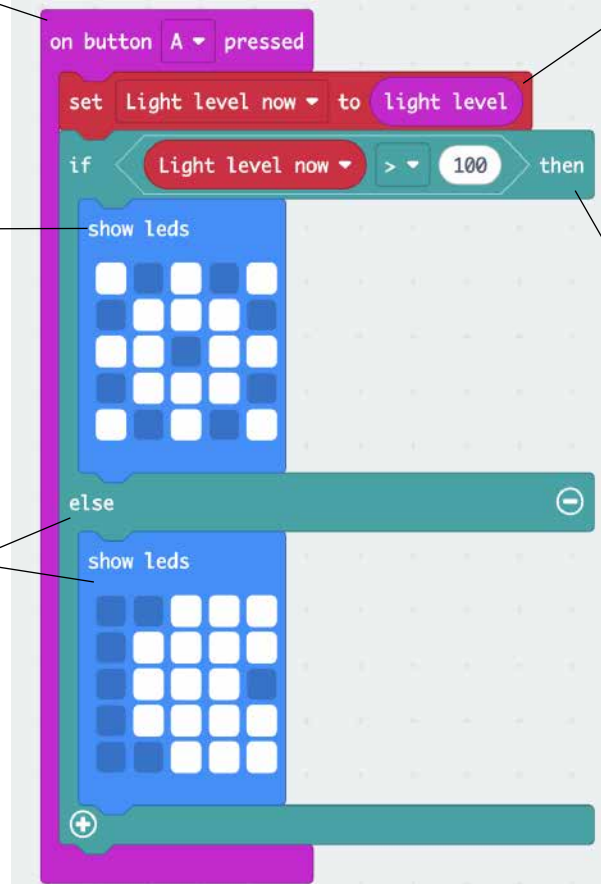 on button A pressed
set Light level now to light level
if Light level now > 100 then
show leds
else
show leds